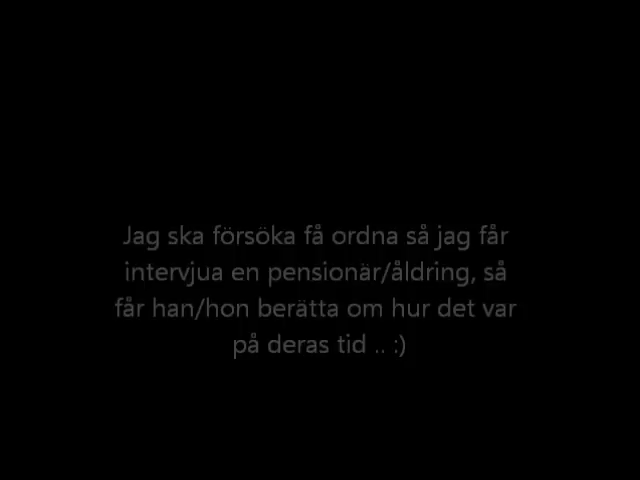 Jag ska försöka få ordna så jag får
intervjua en pensionär/åldring, så
får han/hon berätta om hur det var
på deras tid .. :)